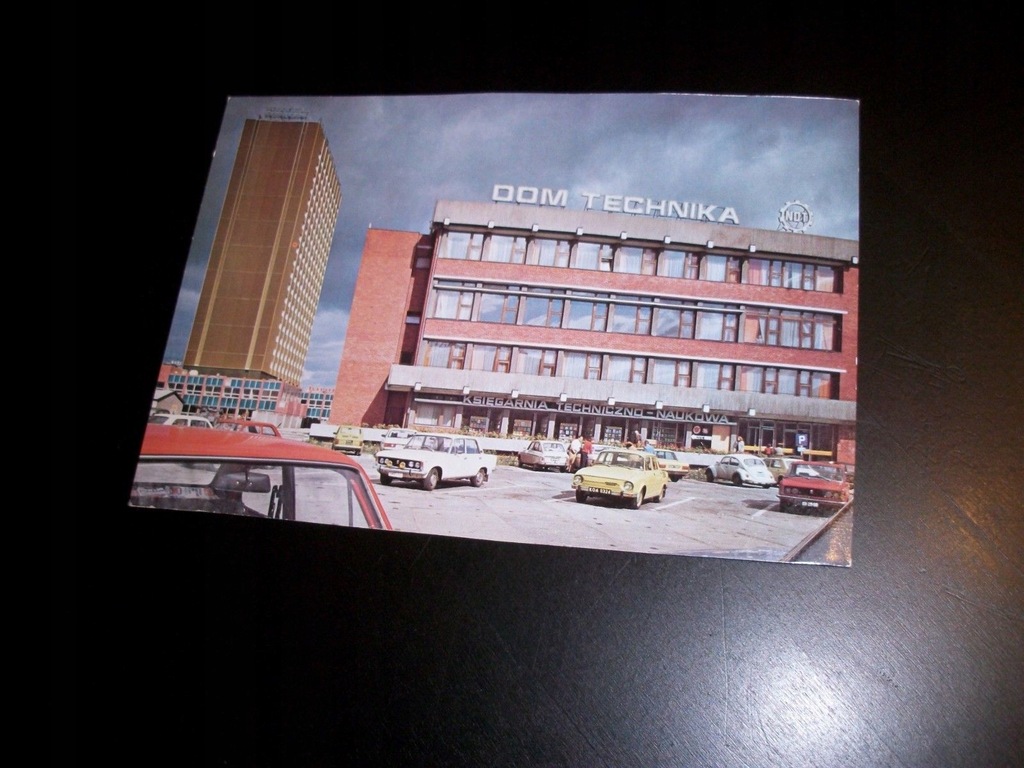 DOM TECHNIKA
NOT
KSIĘGARNIA TECHNICZNO-NAUKOWA
P